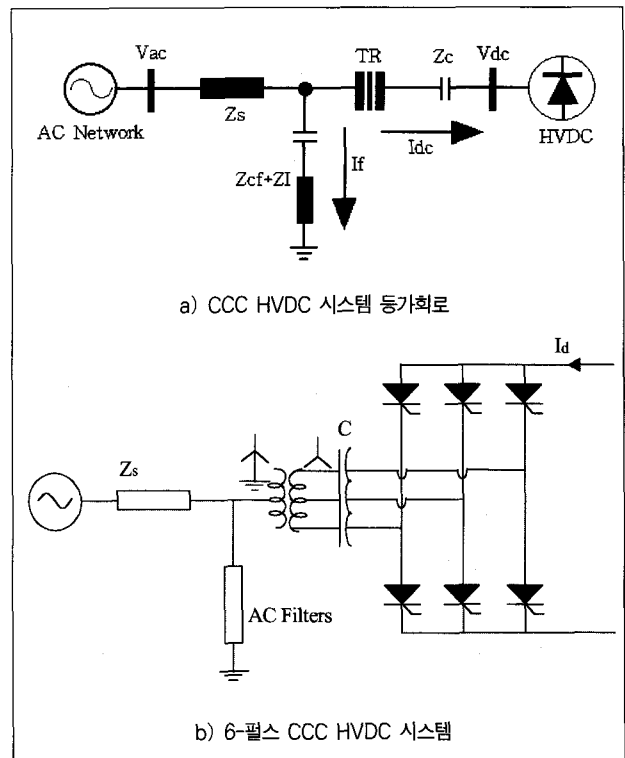 Vac
TR
Zc
Vdc
AC Network
Zs
HVDC
Idc
If
Zcf+ZI
a) CCC HVDC 시스템 등가회로
Id
C
Zs
AC Filters
b) 6-펄스 CCC HVDC 시스템